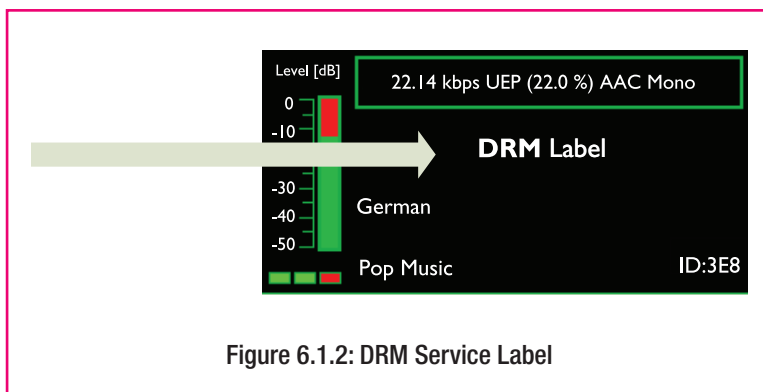 Level [dB]
22.14 kbps UEP (22.0 %) AAC Mono
0
-10
DRM Label
-30
German
-40
-50
Pop Music
ID:3E8
Figure 6.1.2: DRM Service Label